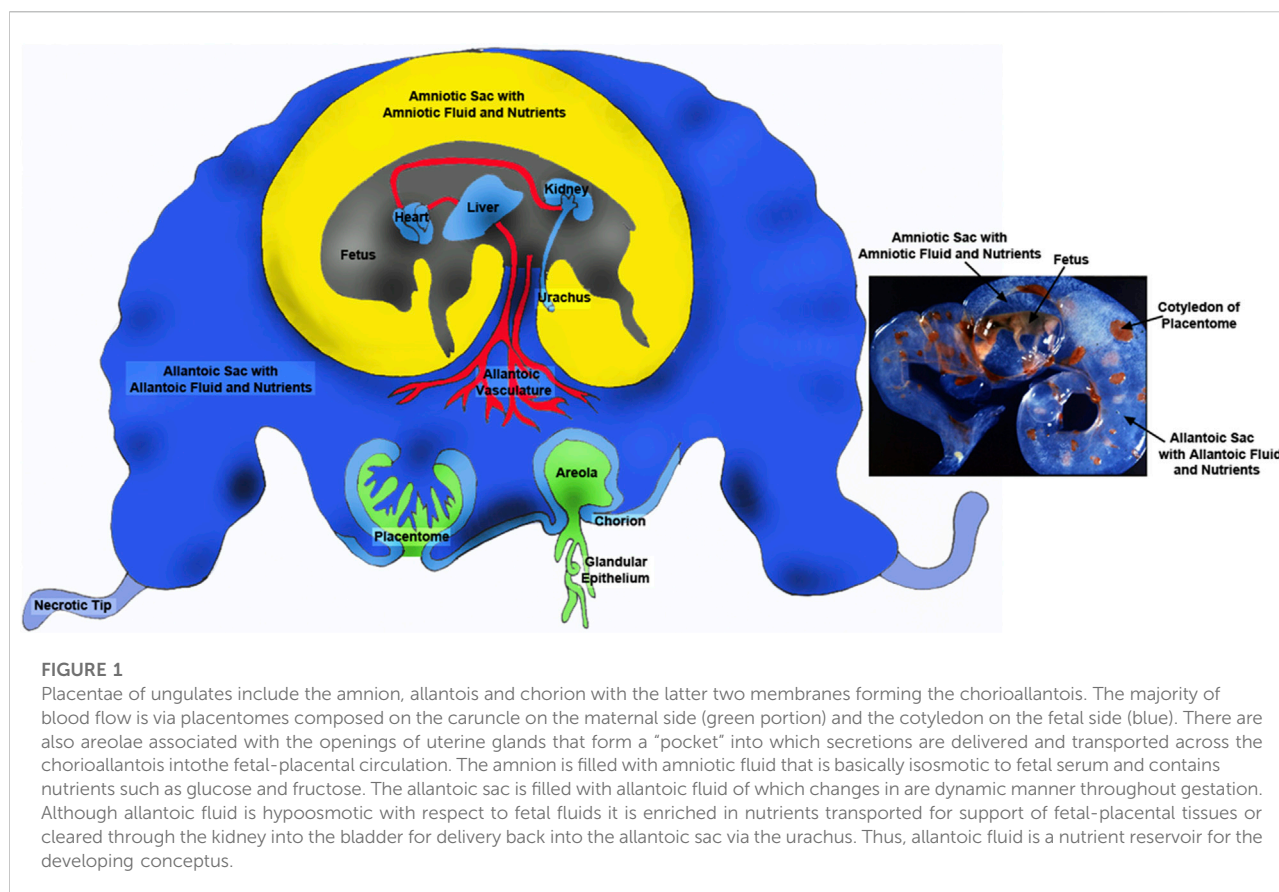 Amniotic Sac with
Amniotic Fluid and Nutrients
Kidney
Heart
Liver
Fetus
Urachus
Allantoic Sac with
Allantoic Fluid and Nutrients
Allantoic
Vasculature
Areola
Chorion
Placentome
Glandular
Epithelium
Necrotic Tip
Amniotic Sac with
Amniotic Fluid and Nutrients
Fetus
Cotyledon of
Placentome
Allantoic Sac
with Allantoic Fluid
and Nutrients
FIGURE 1
Placentae of ungulates include the amnion, allantois and chorion with the latter two membranes forming the chorioallantois. The majority of
blood flow is via placentomes composed on the caruncle on the maternal side (green portion) and the cotyledon on the fetal side (blue). There are
also areolae associated with the openings of uterine glands that form a “pocket” into which secretions are delivered and transported across the
chorioallantois intothe fetal-placental circulation. The amnion is filled with amniotic fluid that is basically isosmotic to fetal serum and contains
nutrients such as glucose and fructose. The allantoic sac is filled with allantoic fluid of which changes in are dynamic manner throughout gestation.
Although allantoic fluid is hypoosmotic with respect to fetal fluids it is enriched in nutrients transported for support of fetal-placental tissues or
cleared through the kidney into the bladder for delivery back into the allantoic sac via the urachus. Thus, allantoic fluid is a nutrient reservoir for the
developing conceptus.